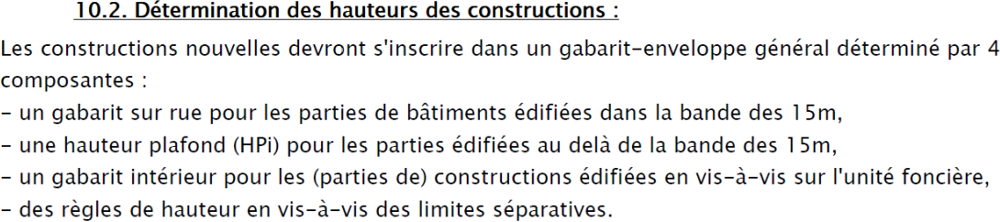 10.2. Détermination des hauteurs des constructions :
Les constructions nouvelles devront s'inscrire dans un gabarit-enveloppe général déterminé par 4
composantes :
- un gabarit sur rue pour les parties de bâtiments édifiées dans la bande des 15m,
- une hauteur plafond (HPi) pour les parties édifiées au delà de la bande des 15m,
- un gabarit intérieur pour les (parties de) constructions édifiées en vis-à-vis sur l'unité foncière,
- des règles de hauteur en vis-à-vis des limites séparatives.